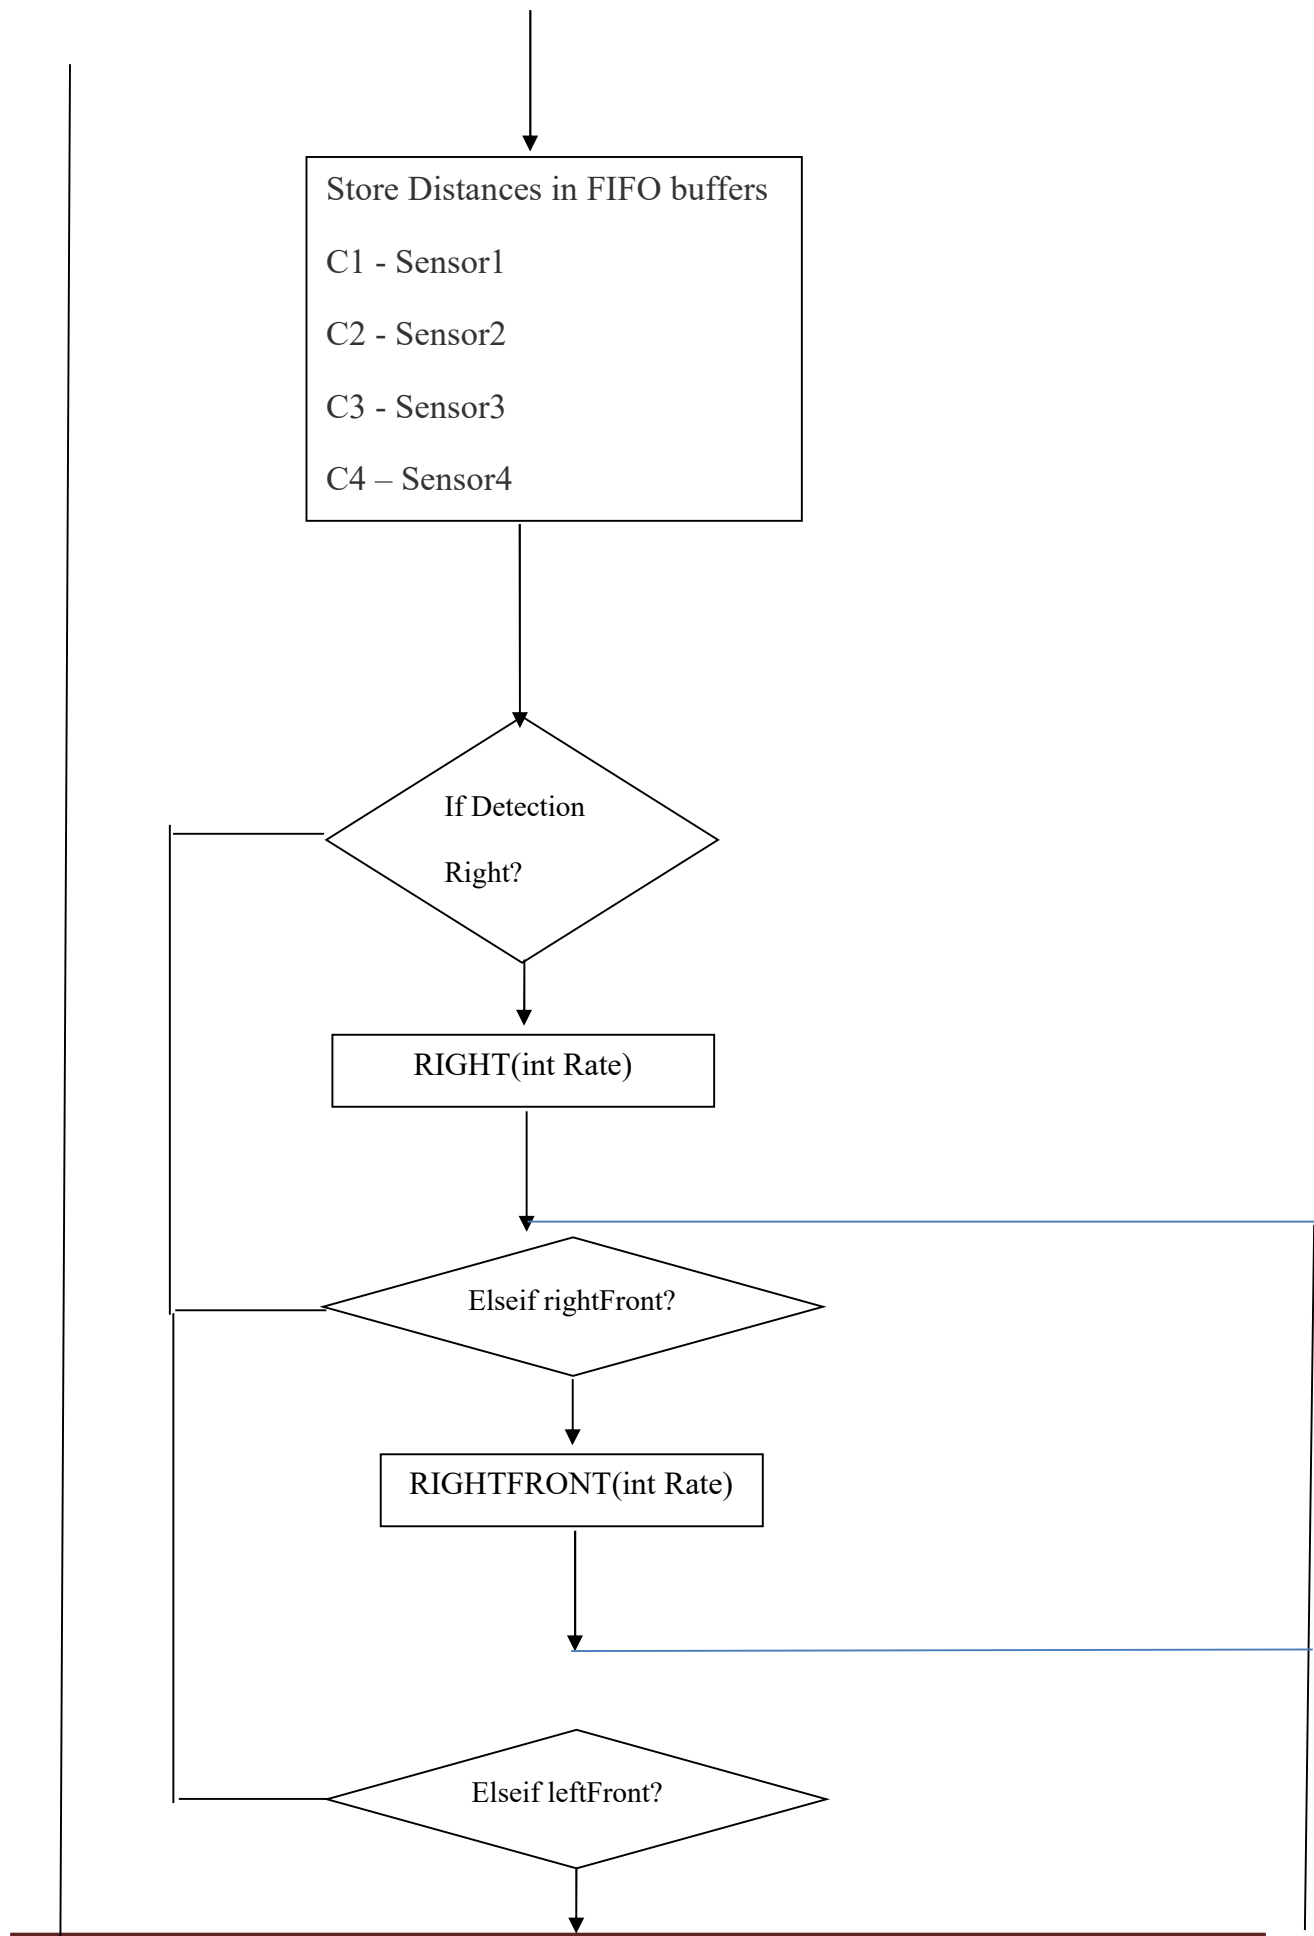 Store Distances in FIFO buffers
C1 - Sensor1
C2 - Sensor2
C3 - Sensor3
C4 – Sensor4
If Detection
Right?
RIGHT(int Rate)
Elseif rightFront?
RIGHTFRONT(int Rate)
Elseif leftFront?